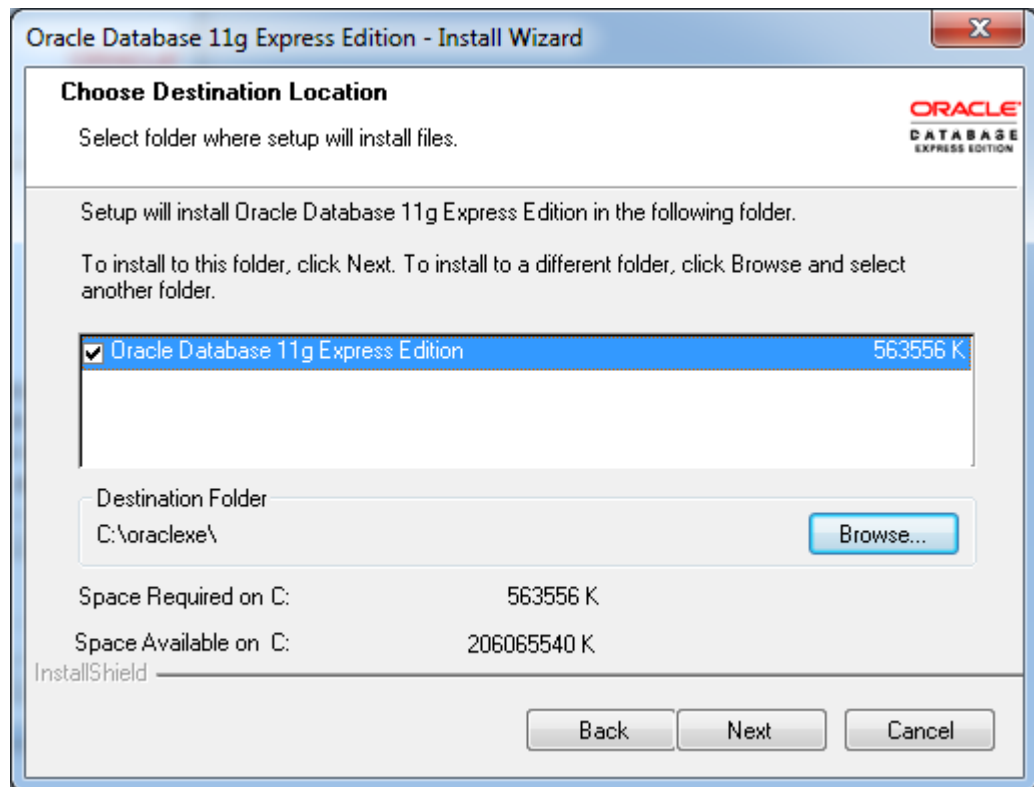 Oracle Database 11g Express Edition - Install Wizard
Choose Destination Location
Select folder where setup will install files.
ORACLE
DATABASE
EXPRESS EDITION
Setup will install Oracle Database 11g Express Edition in the following folder.
To install to this folder, click Next. To install to a different folder, click Browse and select
another folder.
Oracle Database 11g Express Edition 563556 K
Destination Folder
C:\oraclexe\ Browse...
Space Required on C: 563556 K
Space Available on C: 206065540 K
InstallShield
Back Next Cancel